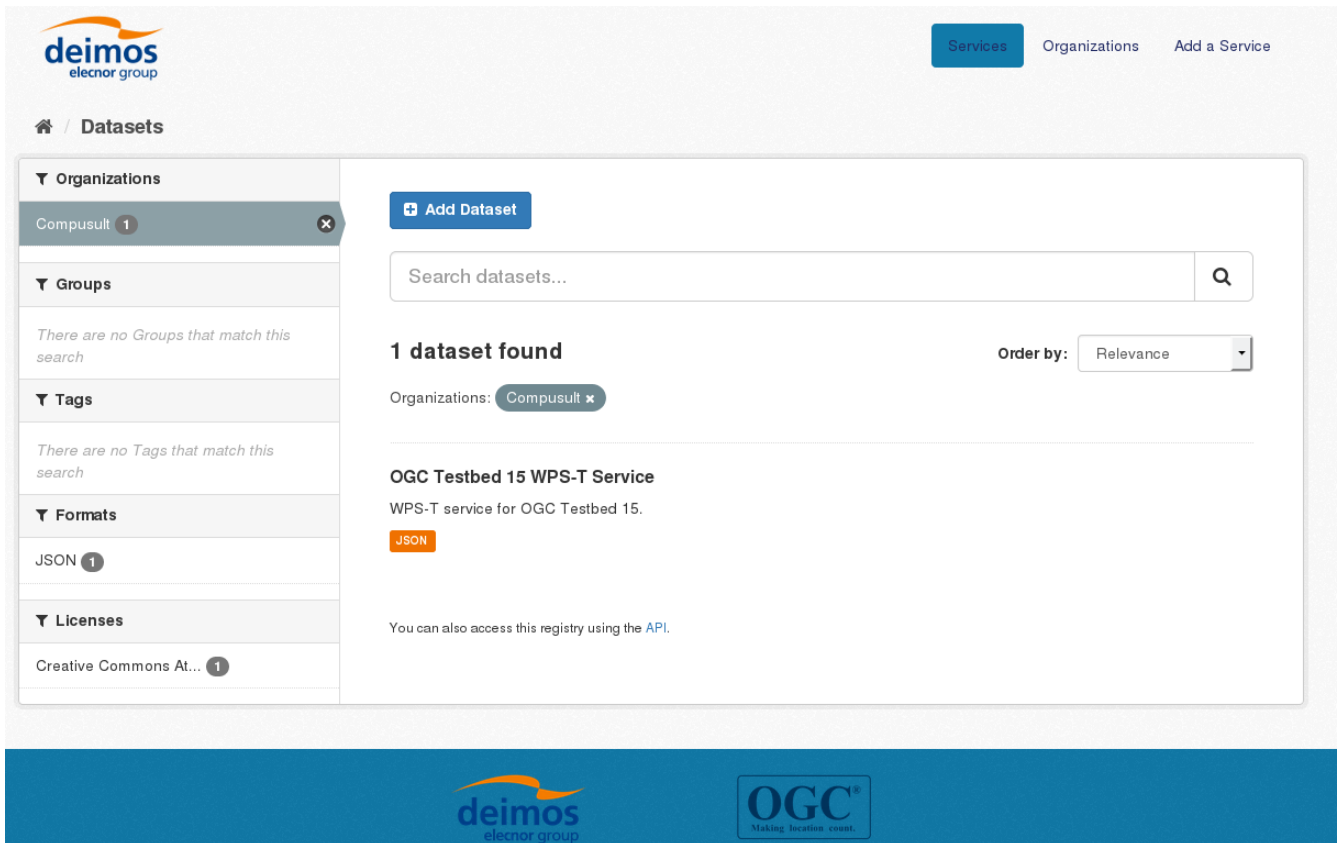 deimos
elecnor group
Services Organizations Add a Service
/ Datasets
Organizations
Compusult 1
Groups
There are no Groups that match this
search
Tags
There are no Tags that match this
search
Formats
JSON 1
Licenses
Creative Commons At... 1
Add Dataset
Search datasets...
1 dataset found
Order by: Relevance
Organizations: Compusult ×
OGC Testbed 15 WPS-T Service
WPS-T service for OGC Testbed 15.
JSON
You can also access this registry using the API.
deimos
elecnor group
OGC®
Making location count.